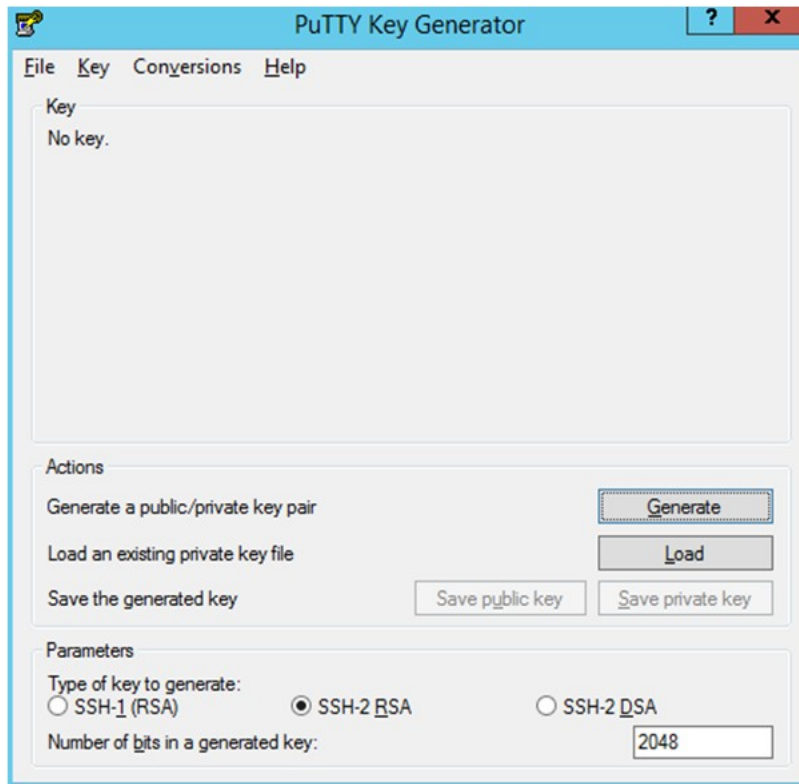 PuTTY Key Generator ? X
File Key Conversions Help
Key
No key.
Actions
Generate a public/private key pair Generate
Load an existing private key file Load
Save the generated key Save public key Save private key
Parameters
Type of key to generate:
SSH-1 (RSA) SSH-2 RSA SSH-2 DSA
Number of bits in a generated key: 2048